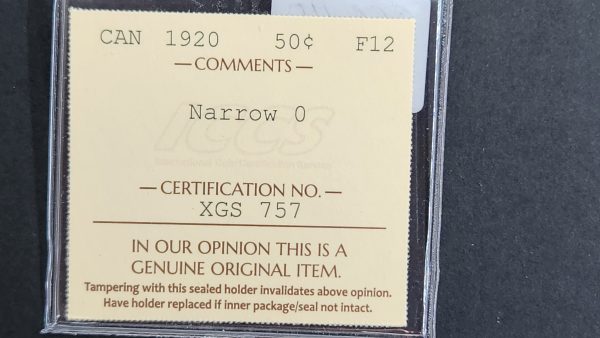 CAN 1920 50¢ F12
— COMMENTS —
Narrow 0
ICCS
— CERTIFICATION NO. —
XGS 757
IN OUR OPINION THIS IS A
GENUINE ORIGINAL ITEM.
Tampering with this sealed holder invalidates above opinion.
Have holder replaced if inner package/seal not intact.